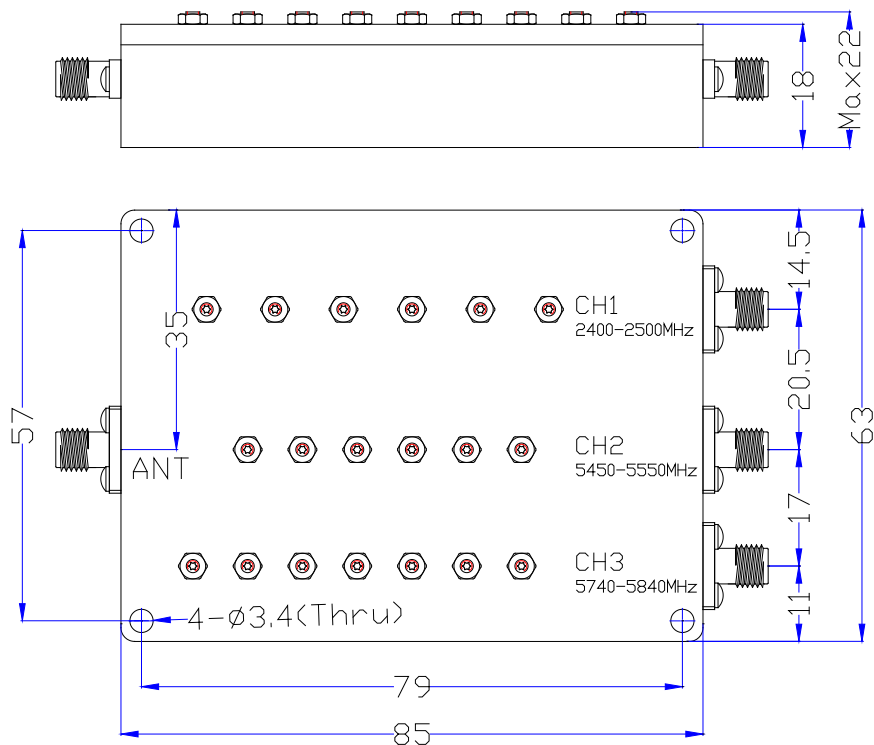 18
Max22
14.5
CH1
2400-2500MHz
35
20.5
57
63
CH2
ANT
5450-5550MHz
17
CH3
5740-5840MHz
11
4-ø3.4(Thru)
79
85